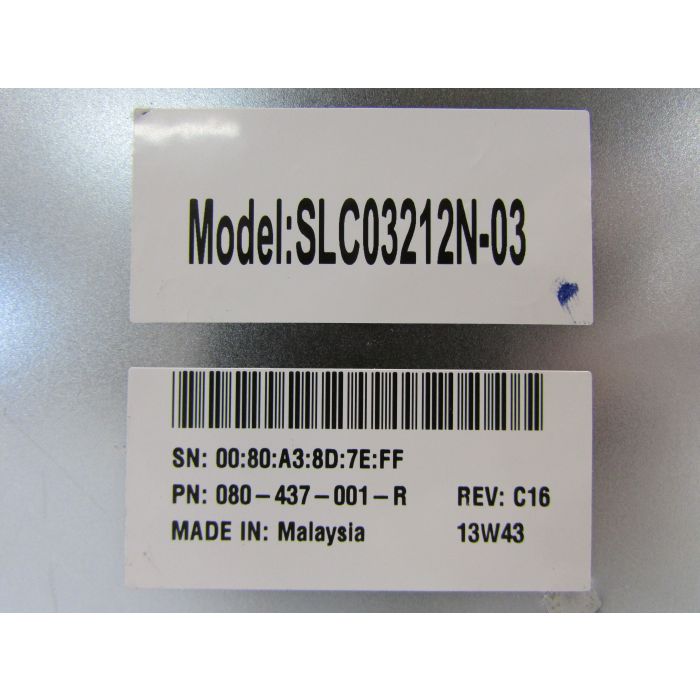 Model:SLC03212N-03
SN: 00:80:A3:8D:7E:FF
PN: 080-437-001-R REV: C16
MADE IN: Malaysia 13W43